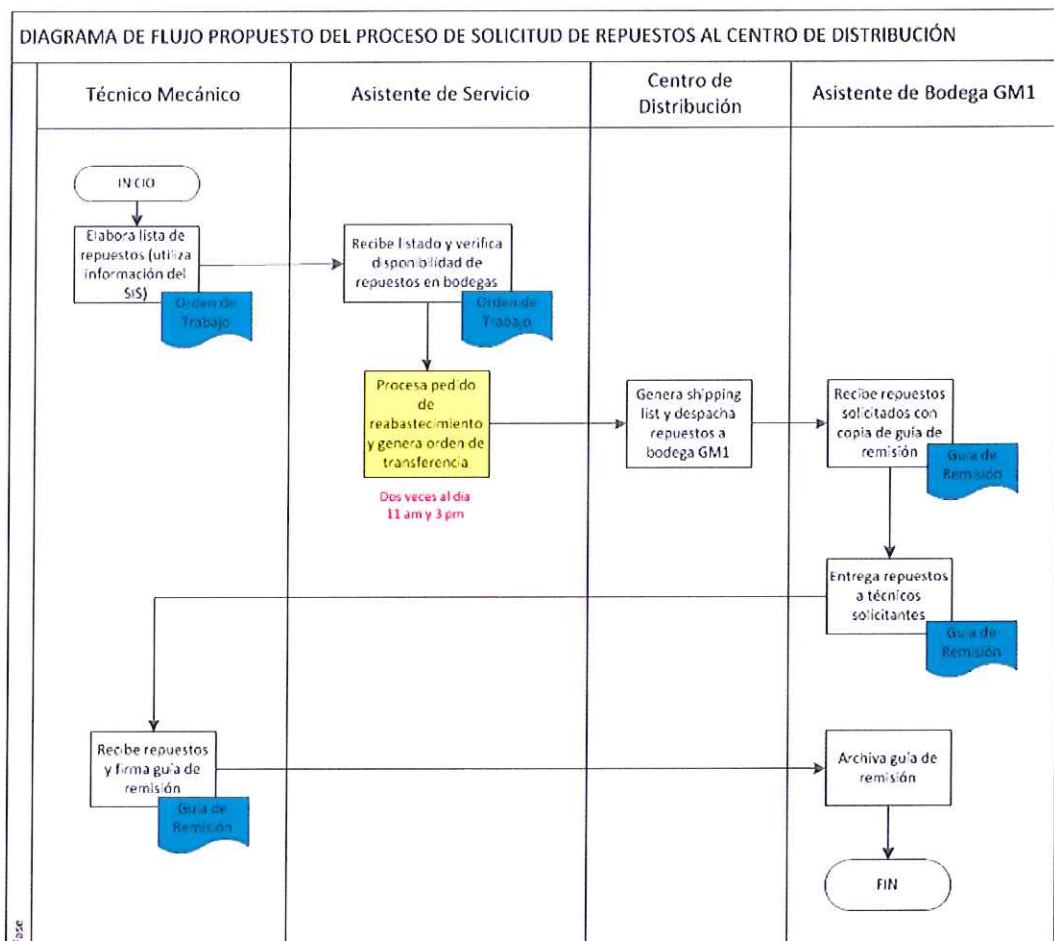 DIAGRAMA DE FLUJO PROPUESTO DEL PROCESO DE SOLICITUD DE REPUESTOS AL CENTRO DE DISTRIBUCIÓN
Técnico Mecánico
Asistente de Servicio
Centro de
Distribución
Asistente de Bodega GM1
INICIO
Elabora lista de
repuestos (utiliza
información del
SIS)
Orden de
Trabajo
Recibe listado y verifica
disponibilidad de
repuestos en bodegas
Orden de
Trabajo
Procesa pedido
de
reabastecimiento
y genera orden de
transferencia
Dos veces al día
11 am y 3 pm
Genera shipping
list y despacha
repuestos a
bodega GM1
Recibe repuestos
solicitados con
copia de guía de
remisión
Guía de
Remisión
Entrega repuestos
a técnicos
solicitantes
Guía de
Remisión
Recibe repuestos
y firma guía de
remisión
Guía de
Remisión
Archiva guía de
remisión
FIN
Fase